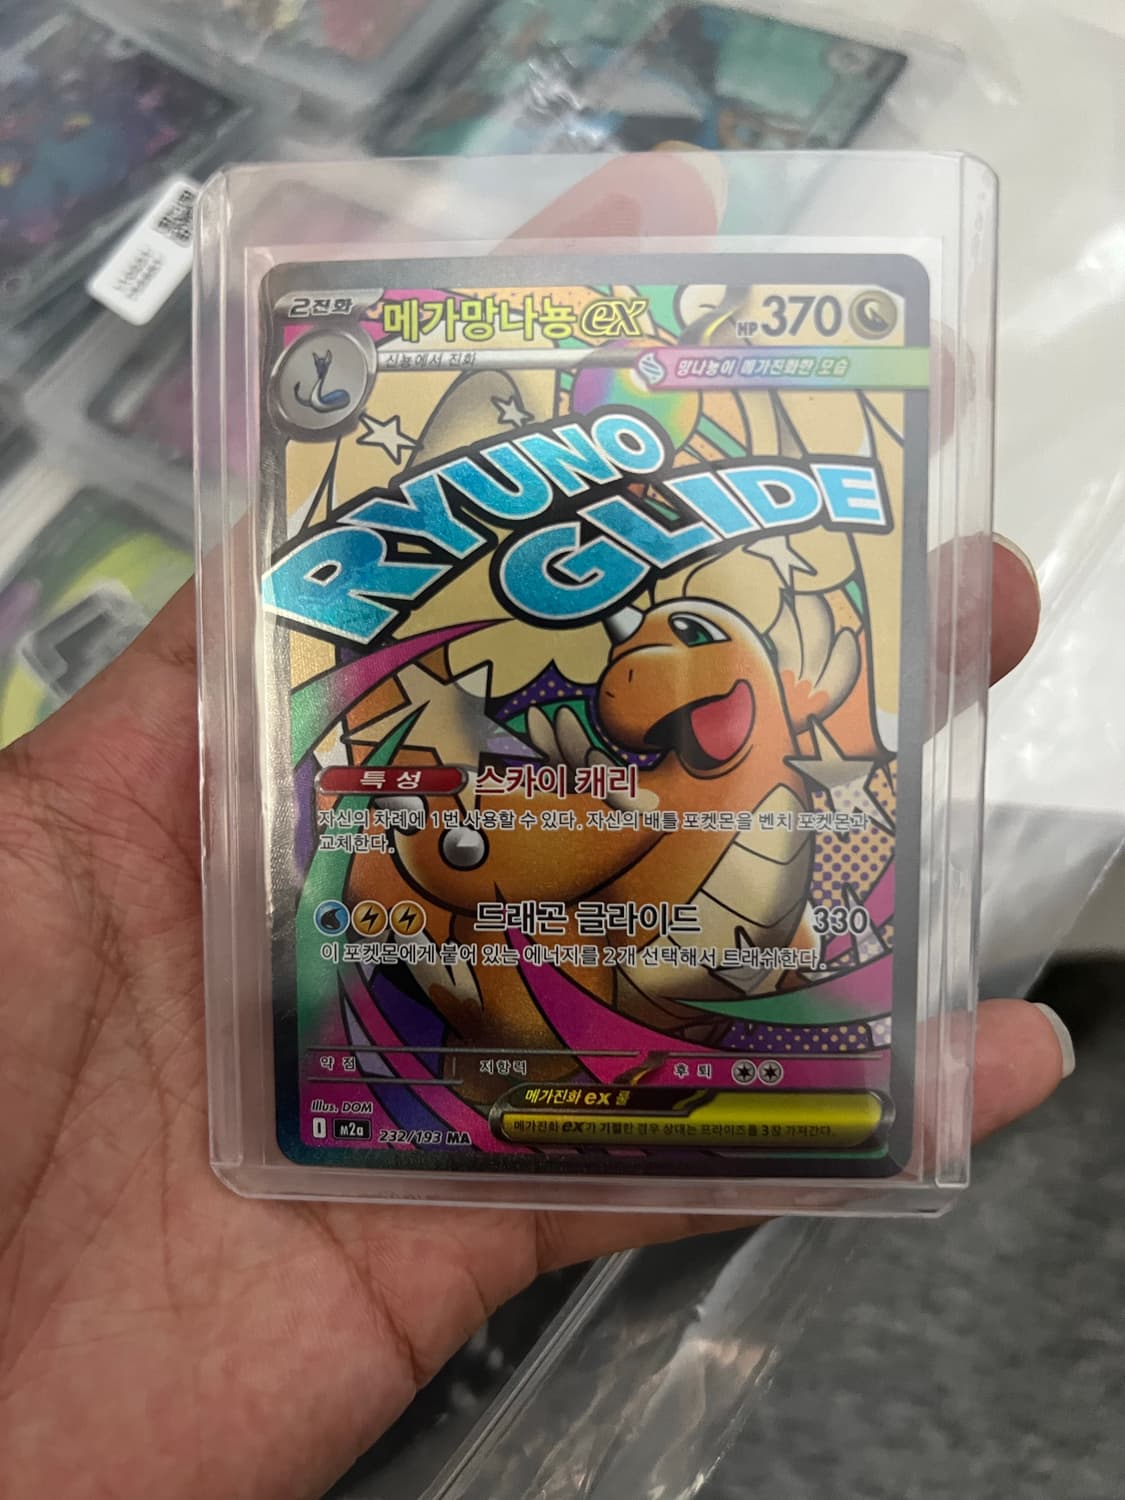 2진화
메가망나뇽 ex
HP 370
신뇽에서 진화
망나뇽이 메가진화한 모습
RYUNO
GLIDE
특성 스카이 캐리
자신의 차례에 1번 사용할 수 있다. 자신의 배틀 포켓몬을 벤치 포켓몬과
교체한다.
드래곤 글라이드 330
이 포켓몬에게 붙어 있는 에너지를 2개 선택해서 트래쉬한다.
약점 저항력 후퇴
메가진화 ex 룰
메가진화 ex가 기절한 경우 상대는 프라이즈를 3장 가져간다.
Illus. DOM
I m2a 232/193 MA